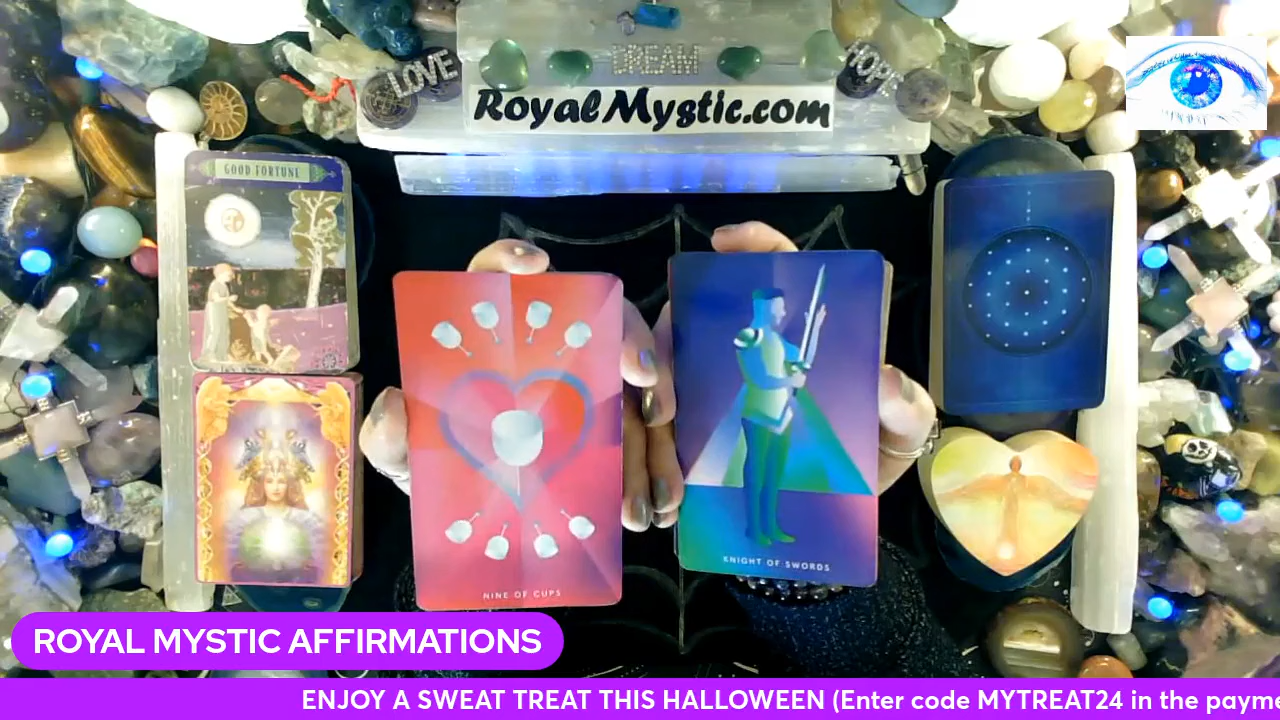 LOVE
DREAM
HOPE
RoyalMystic.com
GOOD FORTUNE
NINE OF CUPS
KNIGHT OF SWORDS
ROYAL MYSTIC AFFIRMATIONS
ENJOY A SWEAT TREAT THIS HALLOWEEN (Enter code MYTREAT24 in the payme